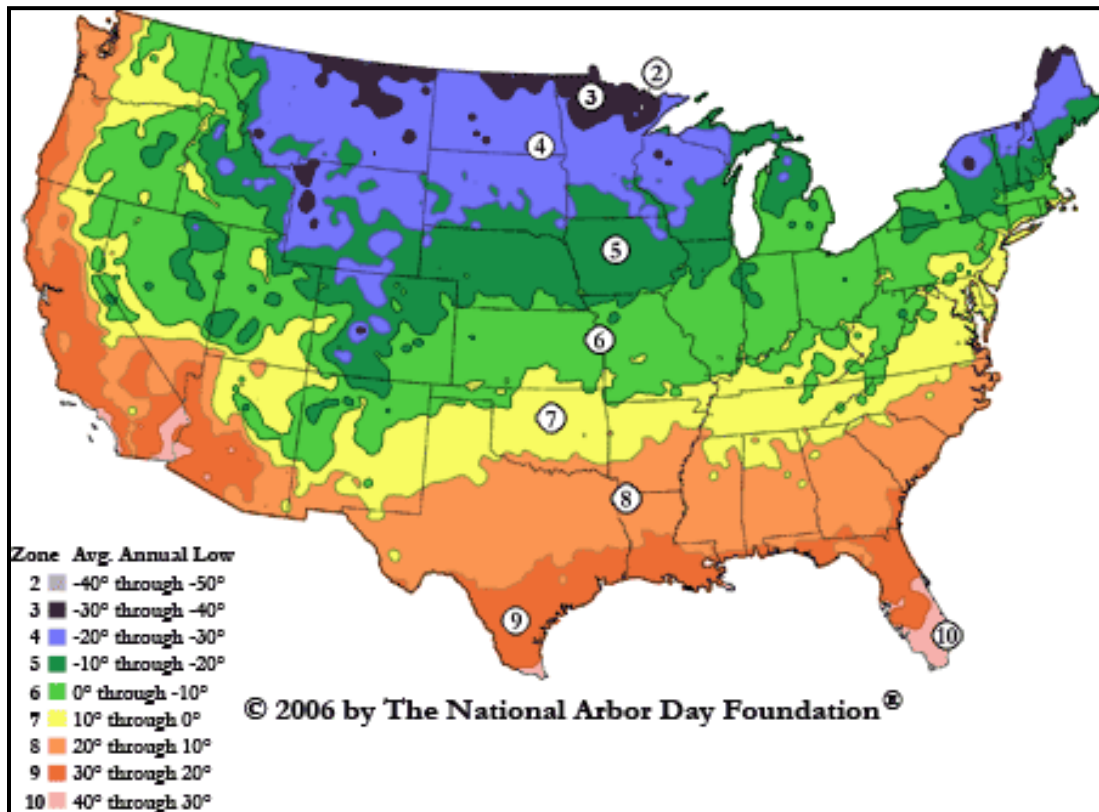 2
3
4
5
6
7
8
9
10
Zone Avg. Annual Low
2 -40° through -50°
3 -30° through -40°
4 -20° through -30°
5 -10° through -20°
6 0° through -10°
7 10° through 0°
8 20° through 10°
9 30° through 20°
10 40° through 30°
© 2006 by The National Arbor Day Foundation®